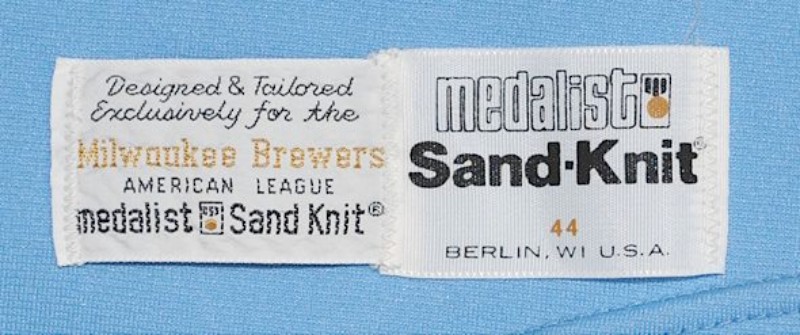 Designed & Tailored
Exclusively for the
Milwaukee Brewers
AMERICAN LEAGUE
medalist Sand Knit®
medalist
Sand·Knit®
44
BERLIN, WI U.S.A.